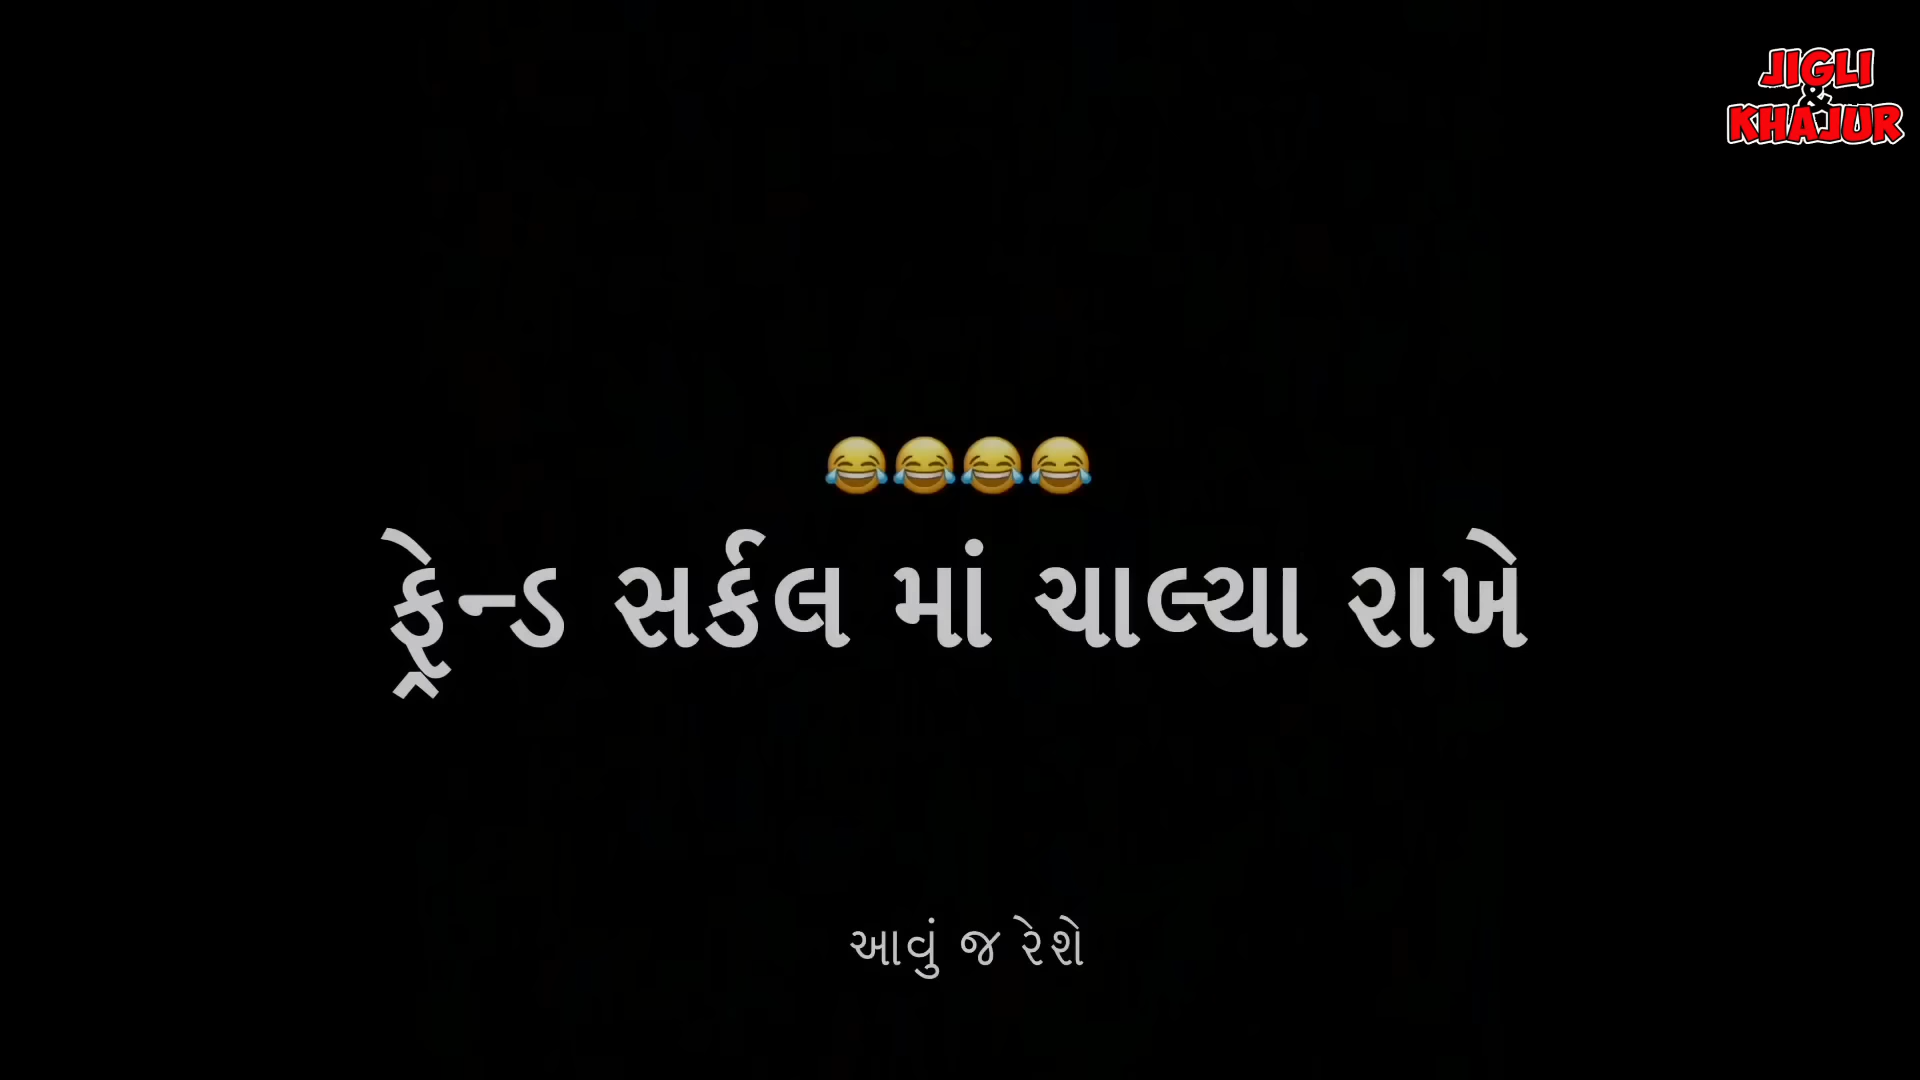 JIGLI
&
KHAJUR
😂😂😂😂
ફ્રેન્ડ સર્કલ માં ચાલ્યા રાખે
આવું જ રેશે